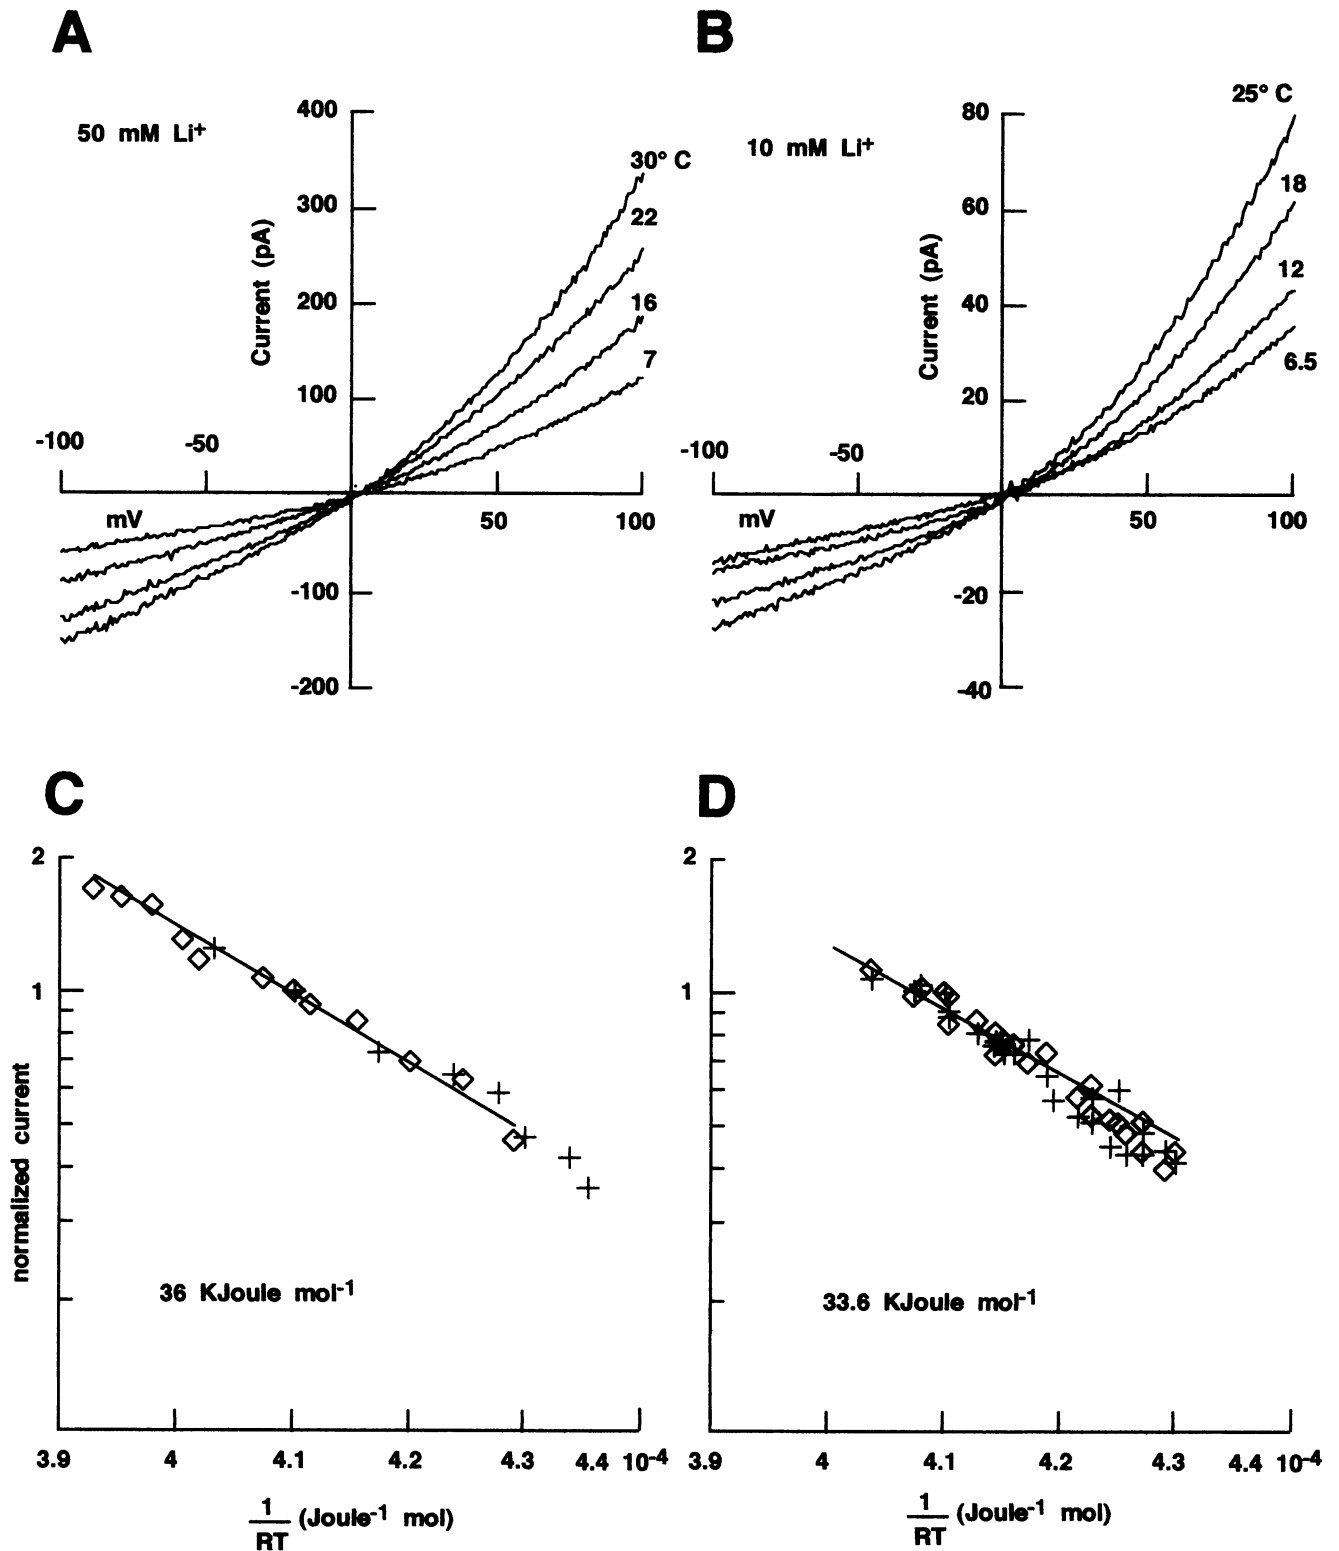 A
B
50 mM Li+
400
300
200
100
-100
-200
Current (pA)
30° C
22
16
7
-100
-50
mV
50
100
10 mM Li+
80
60
40
20
-20
-40
Current (pA)
25° C
18
12
6.5
-100
-50
mV
50
100
C
D
2
1
normalized current
36 KJoule mol-1
3.9
4
4.1
4.2
4.3
4.4 10-4
1
RT
(Joule-1 mol)
2
1
33.6 KJoule mol-1
3.9
4
4.1
4.2
4.3
4.4 10-4
1
RT
(Joule-1 mol)